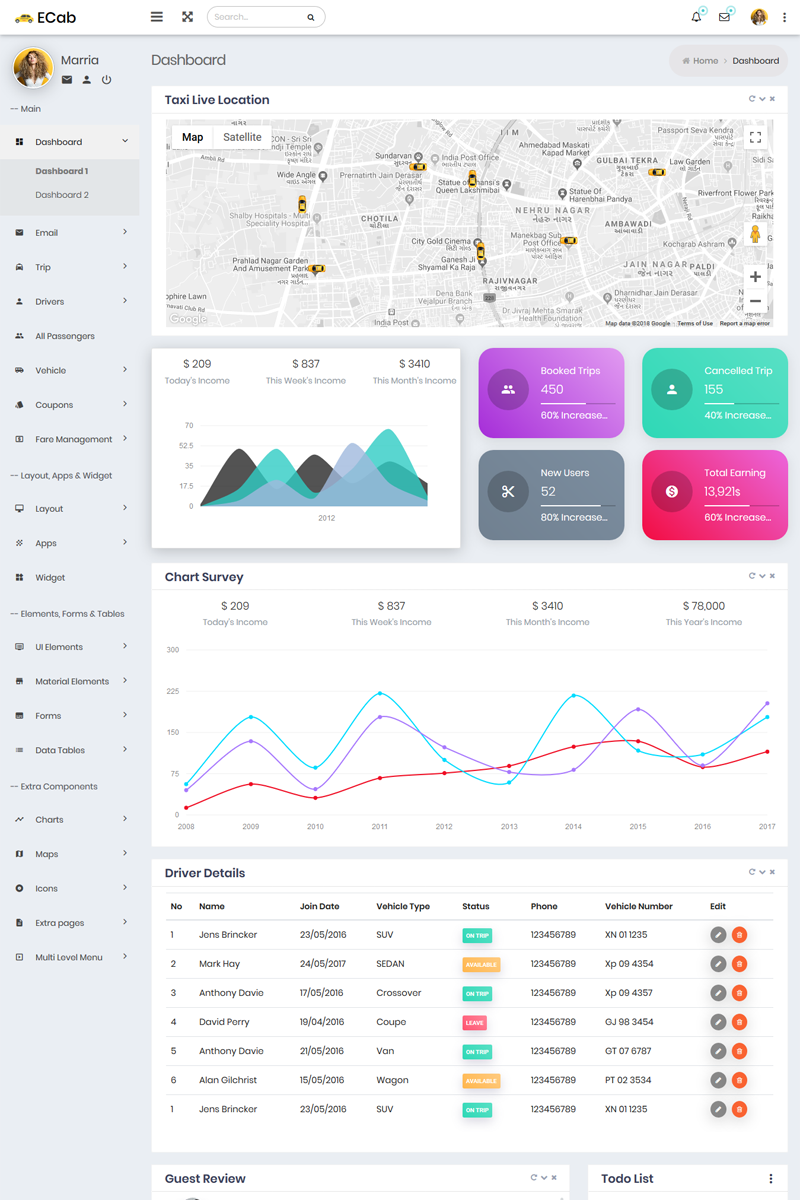 ECab
Search...
Marria
Dashboard
Home > Dashboard
-- Main
Dashboard
Dashboard 1
Dashboard 2
Email
Trip
Drivers
All Passengers
Vehicle
Coupons
Fare Management
-- Layout, Apps & Widget
Layout
Apps
Widget
-- Elements, Forms & Tables
UI Elements
Material Elements
Forms
Data Tables
-- Extra Components
Charts
Maps
Icons
Extra pages
Multi Level Menu
Taxi Live Location
Map Satellite
IIM
Passport Seva Kendra
Ahmedabad Maskati
Kapad Market
Sundarvan
સુંદરવન
India Post Office
GULBAI TEKRA
ગુલબાઈ ટેકરા
Law Garden
Wide Angle
Prernatirth Jain Derasar
Statue of Jhansi's
Queen Lakshmibai
Statue Of
Harenbhai Pandya
Riverfront Flower Park
Shalby Hospitals - Multi
Speciality Hospital
CHOTILA
ચોટીલા
NEHRU NAGAR
નેહરુ નગર
AMBAWADI
આંબાવાડી
City Gold Cinema
Manekbag Sub
Post Office
Kocharab Ashram
Prahlad Nagar Garden
And Amusement Park
Ganesh Ji
Shyamal Ka Raja
JAIN NAGAR
જૈન નગર
PALDI
પાલડી
RAJIVNAGAR
રાજીવનગર
Dena Bank
Vejalpur Branch
228
Dharnidhar Jain Derasar
Dr Jivraj Mehta Smarak
Health Foundation
Google
India Post
Map data ©2018 Google Terms of Use Report a map error
$ 209 $ 837 $ 3410
Today's Income This Week's Income This Month's Income
70
52.5
35
17.5
0
2012
Booked Trips
450
60% Increase...
Cancelled Trip
155
40% Increase...
New Users
52
80% Increase...
Total Earning
13,921$
60% Increase...
Chart Survey
$ 209 $ 837 $ 3410 $ 78,000
Today's Income This Week's Income This Month's Income This Year's Income
300
225
150
75
0
2008 2009 2010 2011 2012 2013 2014 2015 2016 2017
Driver Details
No Name Join Date Vehicle Type Status Phone Vehicle Number Edit
1 Jens Brincker 23/05/2016 SUV ON TRIP 123456789 XN 01 1235
2 Mark Hay 24/05/2017 SEDAN AVAILABLE 123456789 Xp 09 4354
3 Anthony Davie 17/05/2016 Crossover ON TRIP 123456789 Xp 09 4357
4 David Perry 19/04/2016 Coupe LEAVE 123456789 GJ 98 3454
5 Anthony Davie 21/05/2016 Van ON TRIP 123456789 GT 07 6787
6 Alan Gilchrist 15/05/2016 Wagon AVAILABLE 123456789 PT 02 3534
1 Jens Brincker 23/05/2016 SUV ON TRIP 123456789 XN 01 1235
Guest Review
Todo List